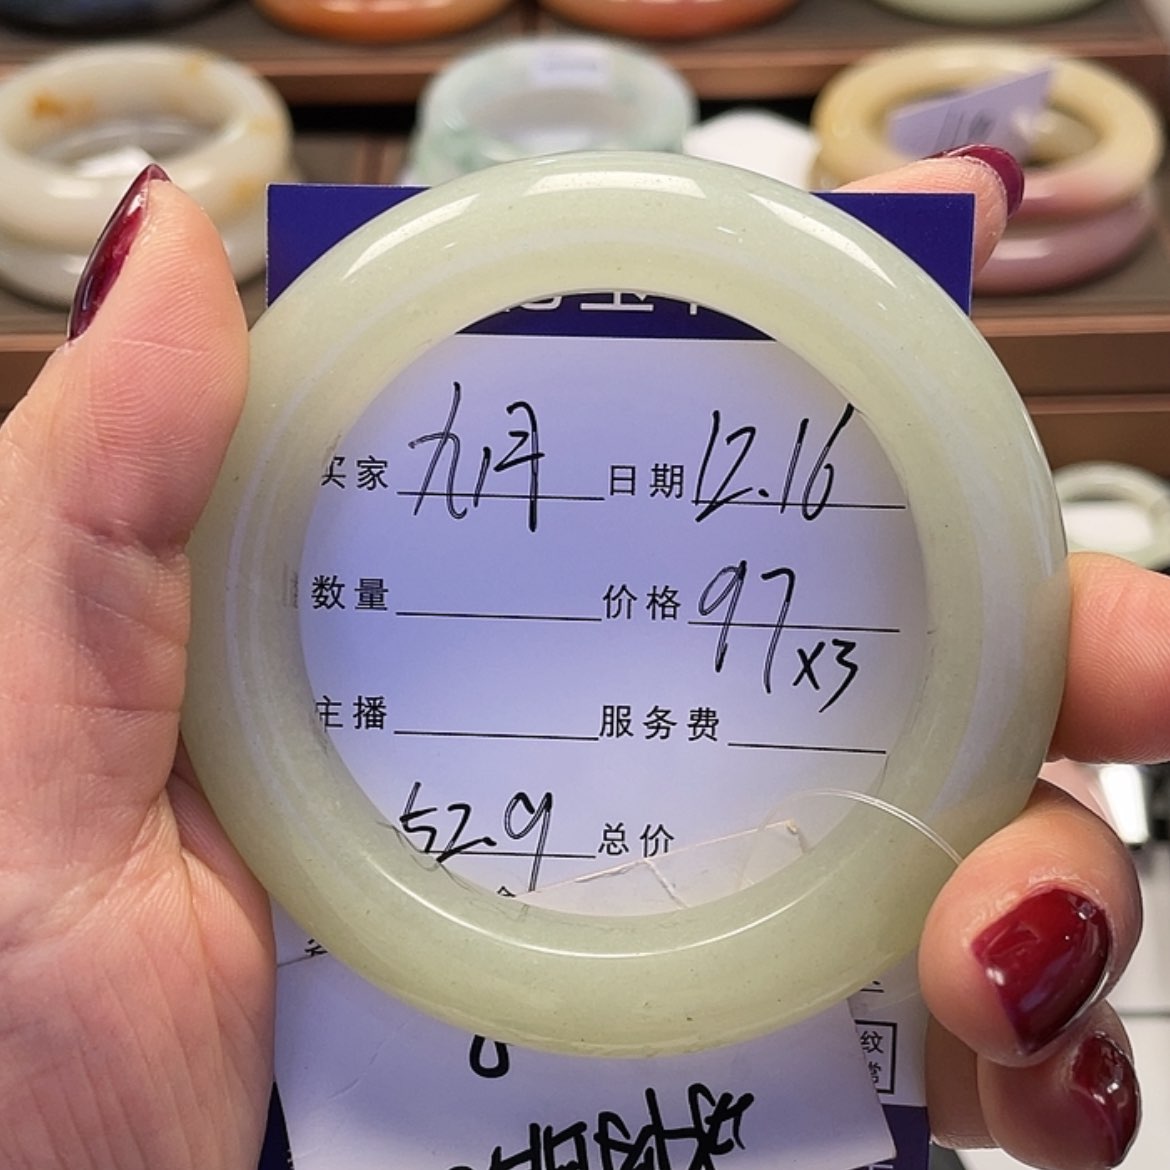 买家 九月 日期 12.16
数量 价格 97
x3
主播 服务费
52.9 总价
纹